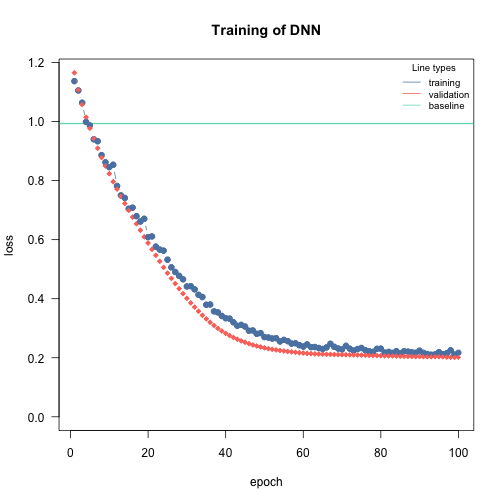 Training of DNN
Line types
training
validation
baseline
1.2
1.0
0.8
0.6
0.4
0.2
0.0
loss
0
20
40
60
80
100
epoch